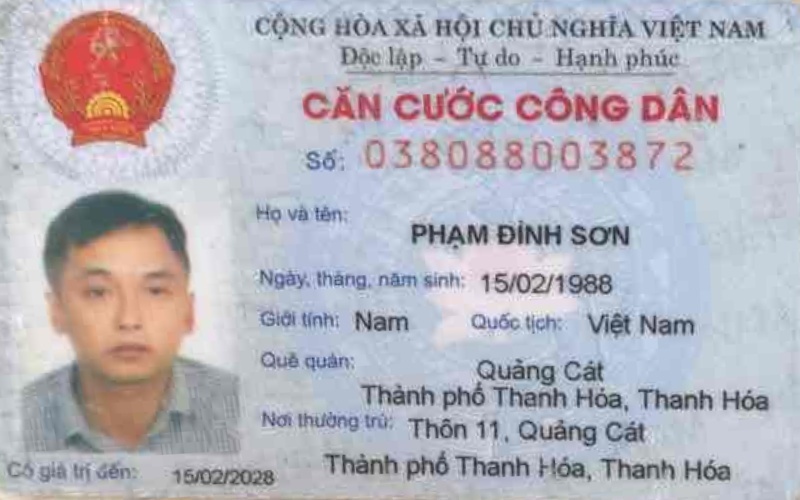 CỘNG HÒA XÃ HỘI CHỦ NGHĨA VIỆT NAM
Độc lập - Tự do - Hạnh phúc
CĂN CƯỚC CÔNG DÂN
Số: 038088003872
Họ và tên:
PHẠM ĐÌNH SƠN
Ngày, tháng, năm sinh: 15/02/1988
Giới tính: Nam Quốc tịch: Việt Nam
Quê quán: Quảng Cát
Thành phố Thanh Hóa, Thanh Hóa
Nơi thường trú: Thôn 11, Quảng Cát
Thành phố Thanh Hóa, Thanh Hóa
Có giá trị đến: 15/02/2028